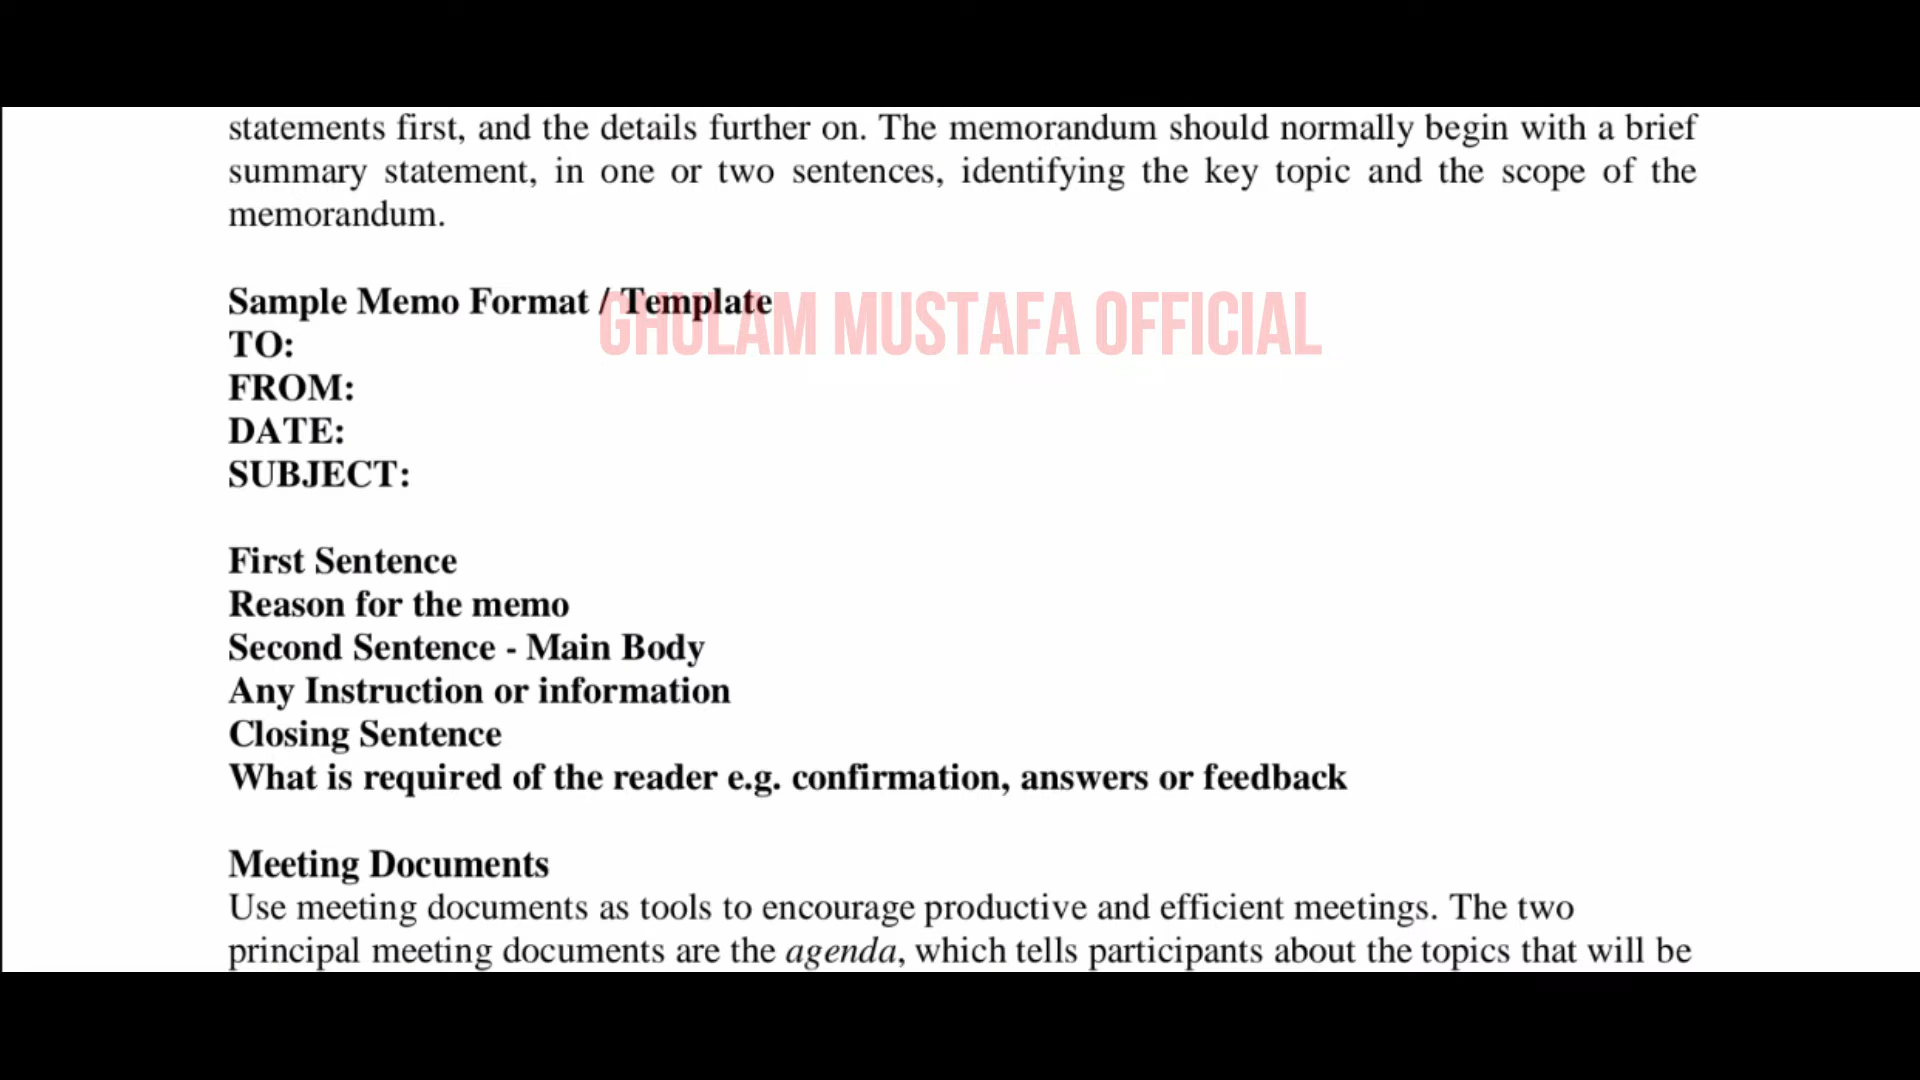 statements first, and the details further on. The memorandum should normally begin with a brief
summary statement, in one or two sentences, identifying the key topic and the scope of the
memorandum.
Sample Memo Format / Template
GHULAM MUSTAFA OFFICIAL
TO:
FROM:
DATE:
SUBJECT:
First Sentence
Reason for the memo
Second Sentence - Main Body
Any Instruction or information
Closing Sentence
What is required of the reader e.g. confirmation, answers or feedback
Meeting Documents
Use meeting documents as tools to encourage productive and efficient meetings. The two
principal meeting documents are the agenda, which tells participants about the topics that will be